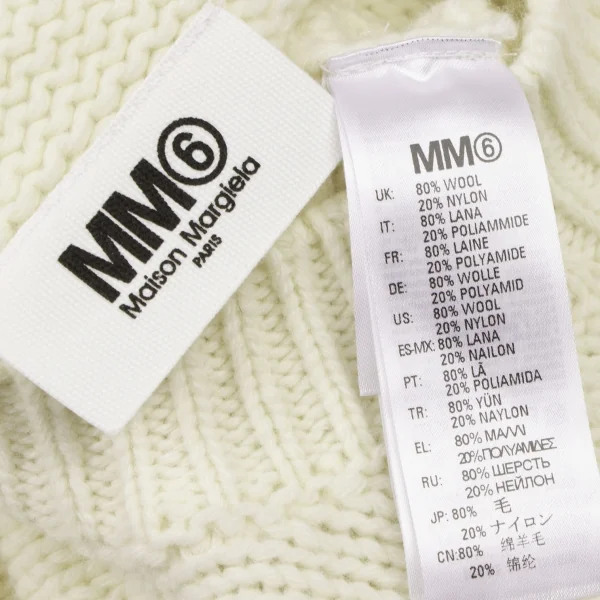 MM⑥
Maison Margiela
PARIS
MM⑥
UK: 80% WOOL
20% NYLON
IT: 80% LANA
20% POLIAMMIDE
FR: 80% LAINE
20% POLYAMIDE
DE: 80% WOLLE
20% POLYAMID
US: 80% WOOL
20% NYLON
ES-MX: 80% LANA
20% NAILON
PT: 80% LÃ
20% POLIAMIDA
TR: 80% YÜN
20% NAYLON
EL: 80% ΜΑΛΛΙ
20% ΠΟΛΥΑΜΙΔΕΣ
RU: 80% ШЕРСТЬ
20% НЕЙЛОН
JP: 80% 毛
20% ナイロン
CN: 80% 绵羊毛
20% 锦纶